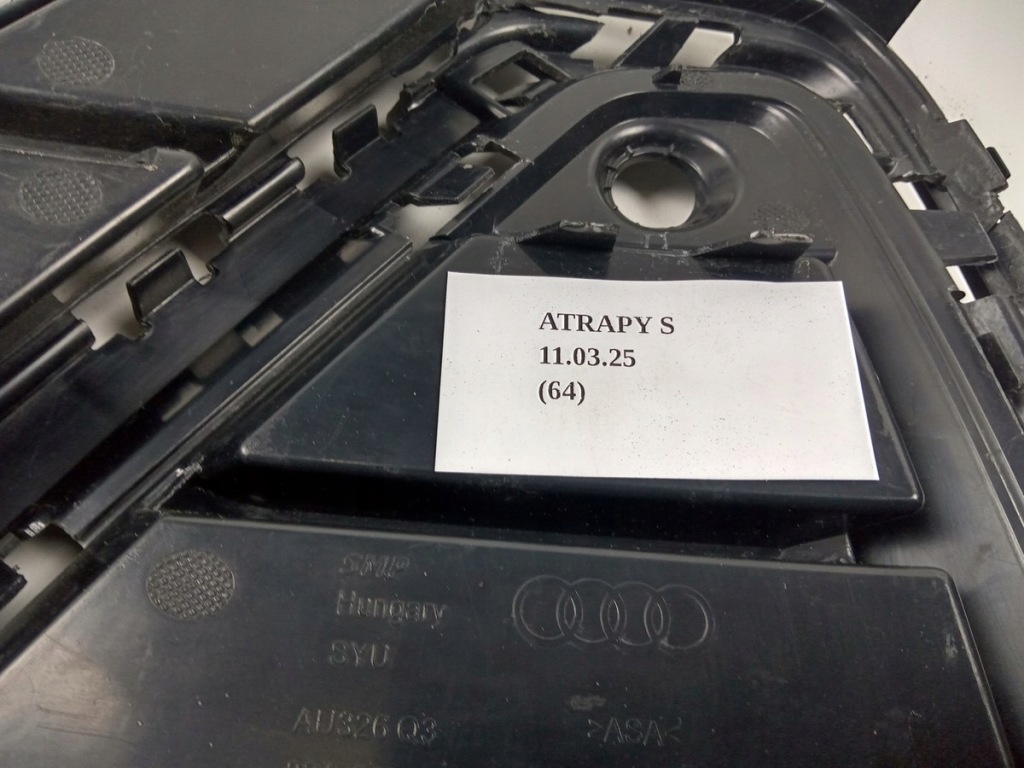 ATRAPY S
11.03.25
(64)
SMP
Hungary
SYU
AU326 Q3
>ASA<